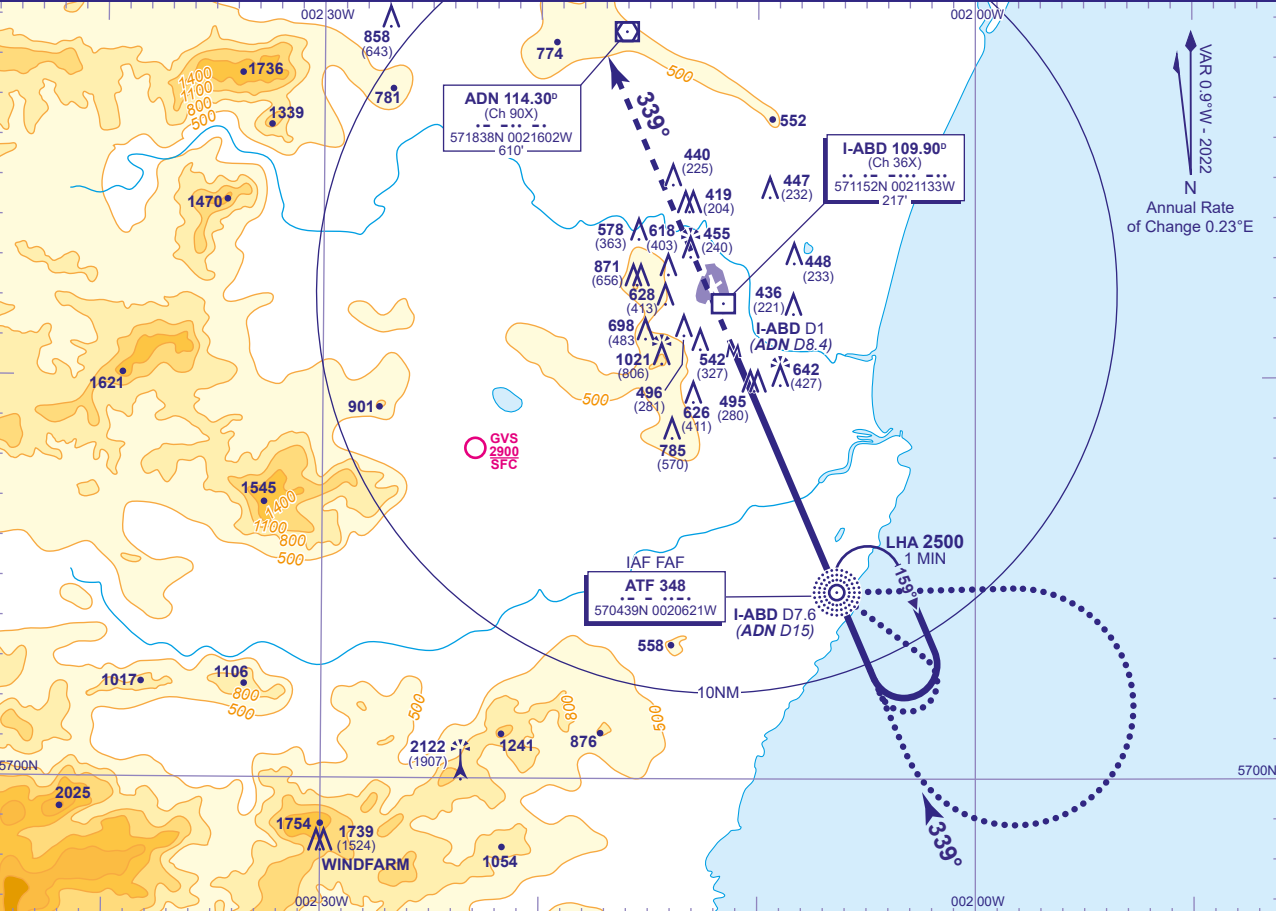 002 30W
002 00W
858
(643)
774
1736
1400
1100
800
500
1339
781
500
552
VAR 0.9°W - 2022
N
Annual Rate
of Change 0.23°E
ADN 114.30ᴰ
(Ch 90X)
571838N 0021602W
610'
339°
I-ABD 109.90ᴰ
(Ch 36X)
571152N 0021133W
217'
440
(225)
447
(232)
419
(204)
1470
578
(363)
618
(403)
455
(240)
448
(233)
871
(656)
628
(413)
436
(221)
698
(483
I-ABD D1
(ADN D8.4)
1021
(806)
542
(327)
642
(427)
1621
901
500
496
(281)
495
(280)
626
(411)
785
(570)
GVS
2900
SFC
1545
1400
1100
800
500
LHA 2500
1 MIN
159°
IAF FAF
ATF 348
570439N 0020621W
I-ABD D7.6
(ADN D15)
558
10NM
1017
1106
800
500
500
800
500
2122
(1907)
1241
876
5700N
5700N
2025
1754
1739
(1524)
WINDFARM
1054
339°
002 30W
002 00W